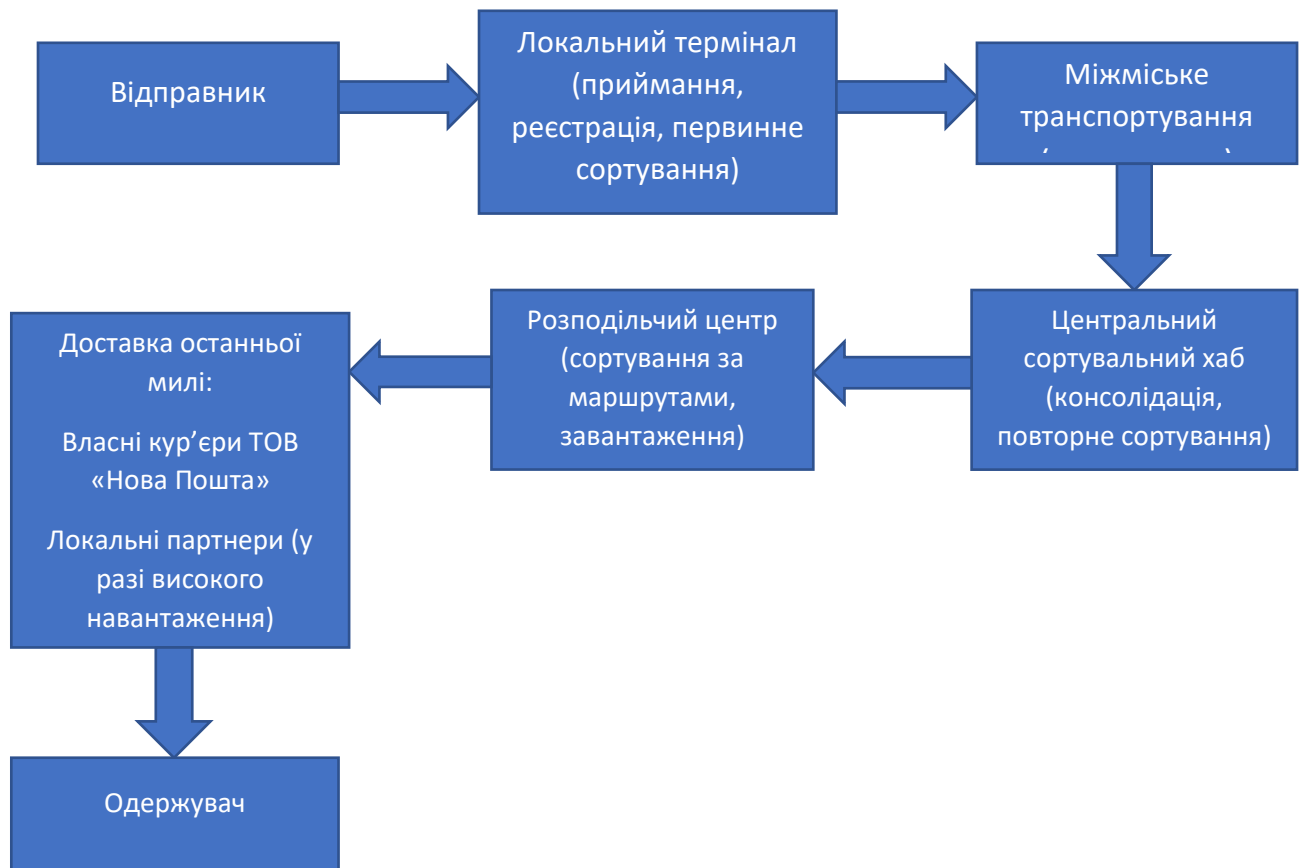 Відправник
Локальний термінал
(приймання,
реєстрація, первинне
сортування)
Міжміське
транспортування
Центральний
сортувальний хаб
(консолідація,
повторне сортування)
Розподільчий центр
(сортування за
маршрутами,
завантаження)
Доставка останньої
милі:
Власні кур’єри ТОВ
«Нова Пошта»
Локальні партнери (у
разі високого
навантаження)
Одержувач